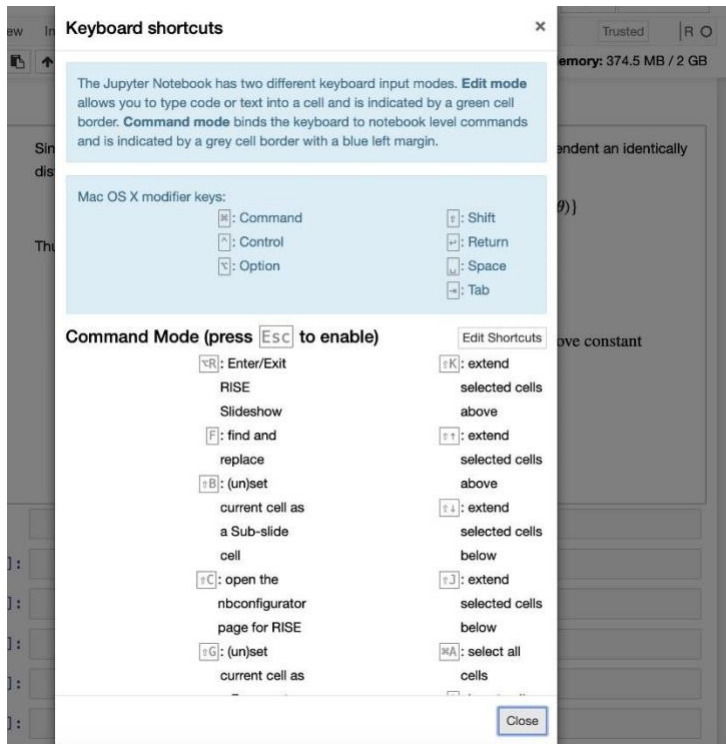 ew In
Keyboard shortcuts ×
Trusted R O
emory: 374.5 MB / 2 GB
The Jupyter Notebook has two different keyboard input modes. Edit mode
allows you to type code or text into a cell and is indicated by a green cell
border. Command mode binds the keyboard to notebook level commands
and is indicated by a grey cell border with a blue left margin.
Sin
dis
endent an identically
θ)}
Thu
ove constant
Mac OS X modifier keys:
⌘: Command
^: Control
⌥: Option
⇧: Shift
↩: Return
␣: Space
⇥: Tab
Command Mode (press Esc to enable)
Edit Shortcuts
⌥R: Enter/Exit
RISE
Slideshow
F: find and
replace
⇧B: (un)set
current cell as
a Sub-slide
cell
⇧C: open the
nbconfigurator
page for RISE
⇧G: (un)set
current cell as
⇧K: extend
selected cells
above
⇧↑: extend
selected cells
above
⇧↓: extend
selected cells
below
⇧J: extend
selected cells
below
⌘A: select all
cells
]:
]:
]:
]:
]:
Close